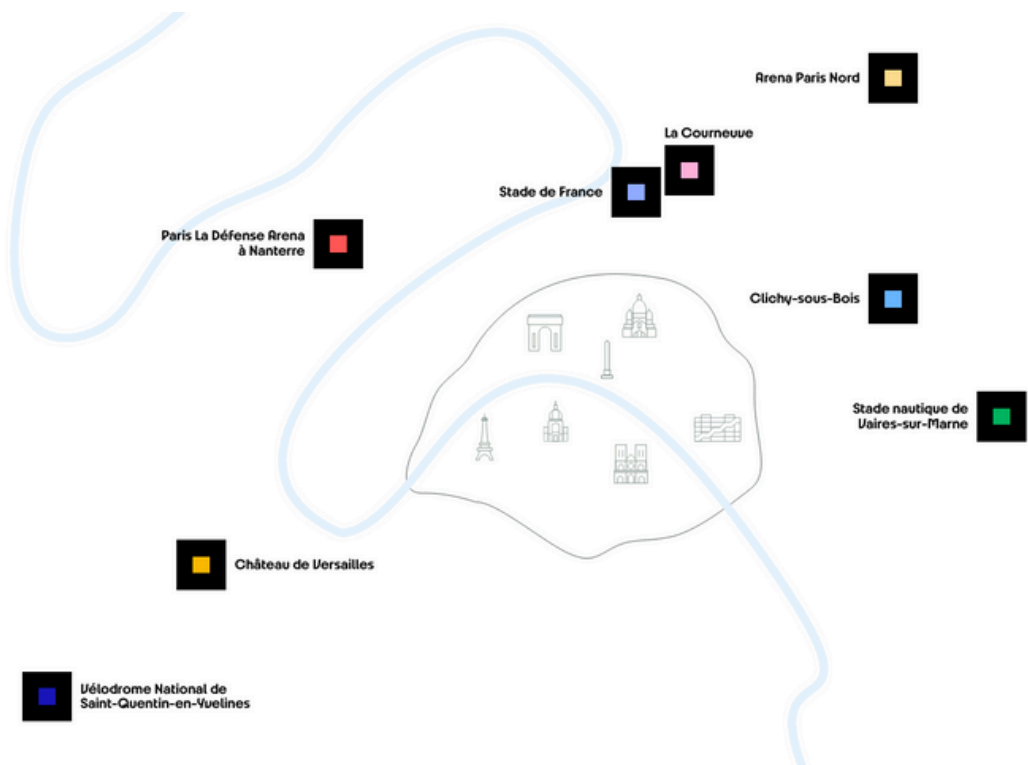 Arena Paris Nord
La Courneuve
Stade de France
Paris La Défense Arena
à Nanterre
Clichy-sous-Bois
Stade nautique de
Vaires-sur-Marne
Château de Versailles
Vélodrome National de
Saint-Quentin-en-Yvelines